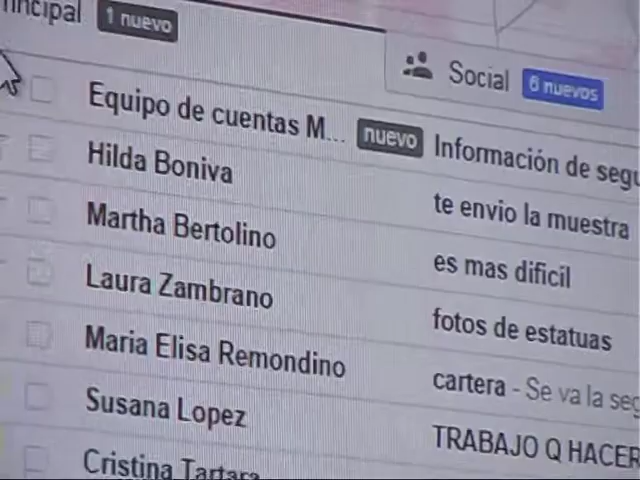 1 nuevo
Social 6 nuevos
Equipo de cuentas M... nuevo Información de segu
Hilda Boniva te envio la muestra
Martha Bertolino es mas dificil
Laura Zambrano fotos de estatuas
Maria Elisa Remondino cartera - Se va la seg
Susana Lopez TRABAJO Q HACER
Cristina